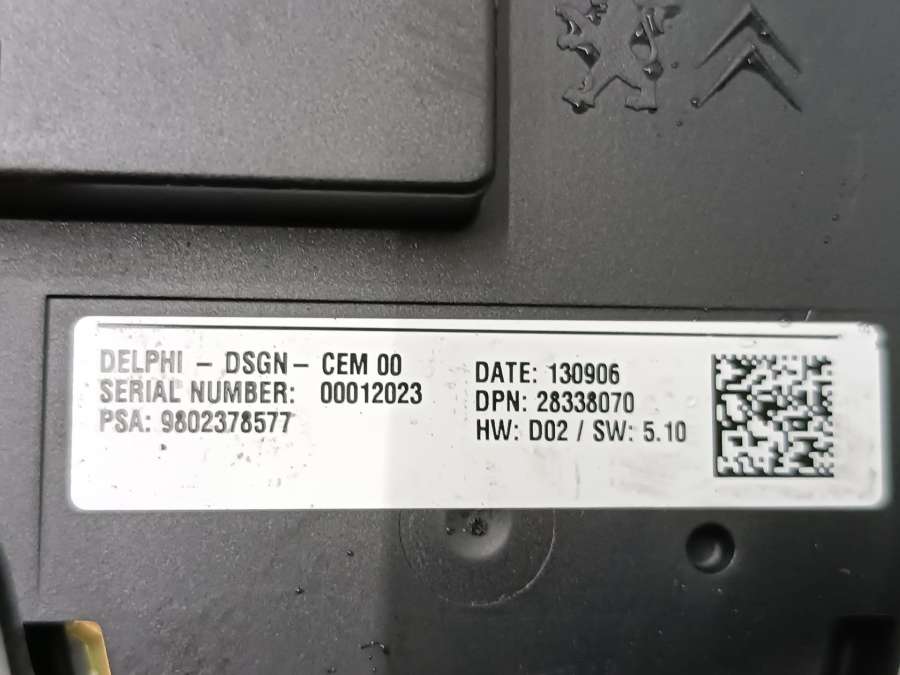 DELPHI - DSGN - CEM 00
SERIAL NUMBER: 00012023
PSA: 9802378577
DATE: 130906
DPN: 28338070
HW: D02 / SW: 5.10